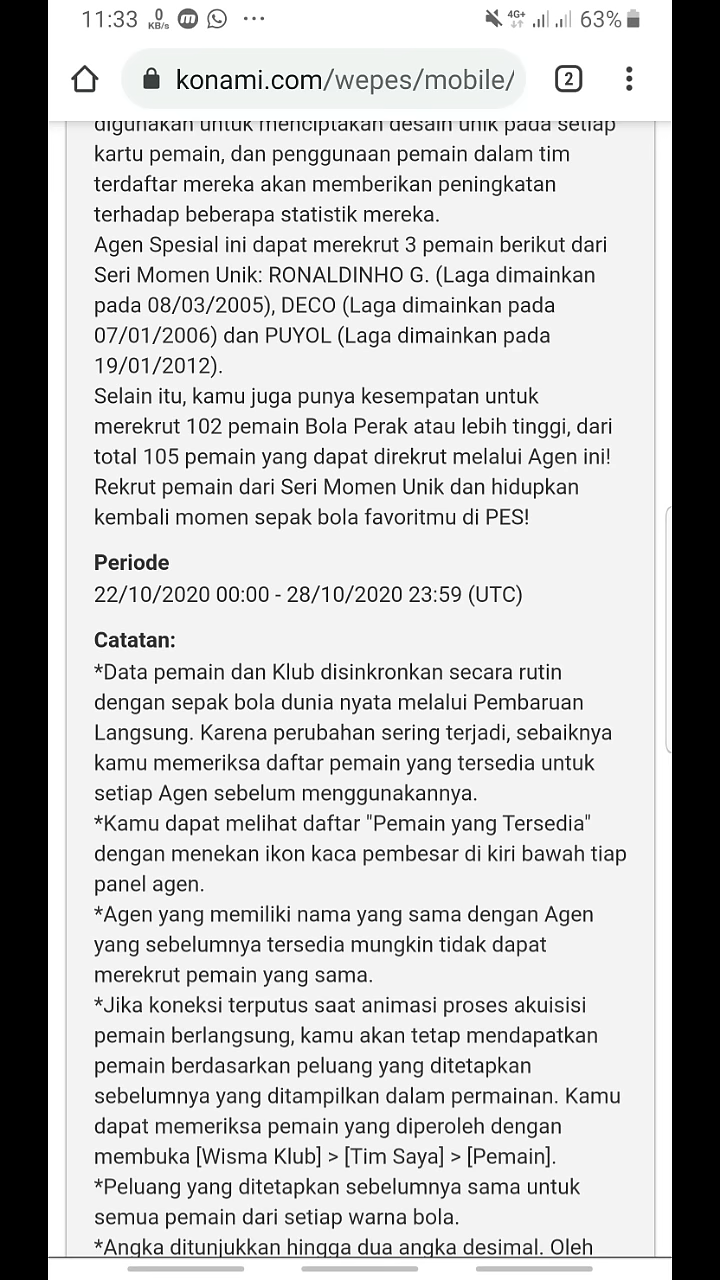 11:33 0 KB/s m 4G+ 63%
konami.com/wepes/mobile/ 2
digunakan untuk menciptakan desain unik pada setiap
kartu pemain, dan penggunaan pemain dalam tim
terdaftar mereka akan memberikan peningkatan
terhadap beberapa statistik mereka.
Agen Spesial ini dapat merekrut 3 pemain berikut dari
Seri Momen Unik: RONALDINHO G. (Laga dimainkan
pada 08/03/2005), DECO (Laga dimainkan pada
07/01/2006) dan PUYOL (Laga dimainkan pada
19/01/2012).
Selain itu, kamu juga punya kesempatan untuk
merekrut 102 pemain Bola Perak atau lebih tinggi, dari
total 105 pemain yang dapat direkrut melalui Agen ini!
Rekrut pemain dari Seri Momen Unik dan hidupkan
kembali momen sepak bola favoritmu di PES!
Periode
22/10/2020 00:00 - 28/10/2020 23:59 (UTC)
Catatan:
*Data pemain dan Klub disinkronkan secara rutin
dengan sepak bola dunia nyata melalui Pembaruan
Langsung. Karena perubahan sering terjadi, sebaiknya
kamu memeriksa daftar pemain yang tersedia untuk
setiap Agen sebelum menggunakannya.
*Kamu dapat melihat daftar "Pemain yang Tersedia"
dengan menekan ikon kaca pembesar di kiri bawah tiap
panel agen.
*Agen yang memiliki nama yang sama dengan Agen
yang sebelumnya tersedia mungkin tidak dapat
merekrut pemain yang sama.
*Jika koneksi terputus saat animasi proses akuisisi
pemain berlangsung, kamu akan tetap mendapatkan
pemain berdasarkan peluang yang ditetapkan
sebelumnya yang ditampilkan dalam permainan. Kamu
dapat memeriksa pemain yang diperoleh dengan
membuka [Wisma Klub] > [Tim Saya] > [Pemain].
*Peluang yang ditetapkan sebelumnya sama untuk
semua pemain dari setiap warna bola.
*Angka ditunjukkan hingga dua angka desimal. Oleh